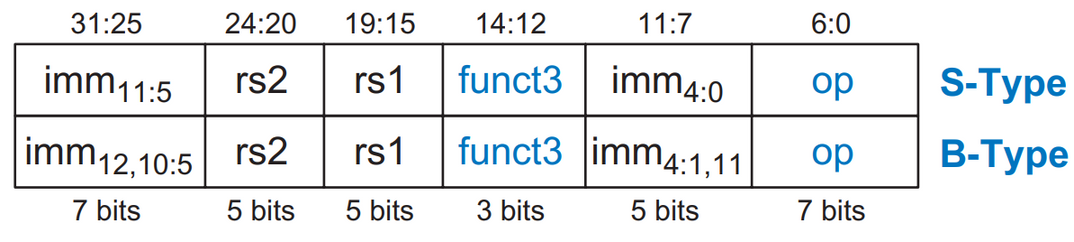 31:25 24:20 19:15 14:12 11:7 6:0
imm11:5 rs2 rs1 funct3 imm4:0 op S-Type
imm12,10:5 rs2 rs1 funct3 imm4:1,11 op B-Type
7 bits 5 bits 5 bits 3 bits 5 bits 7 bits